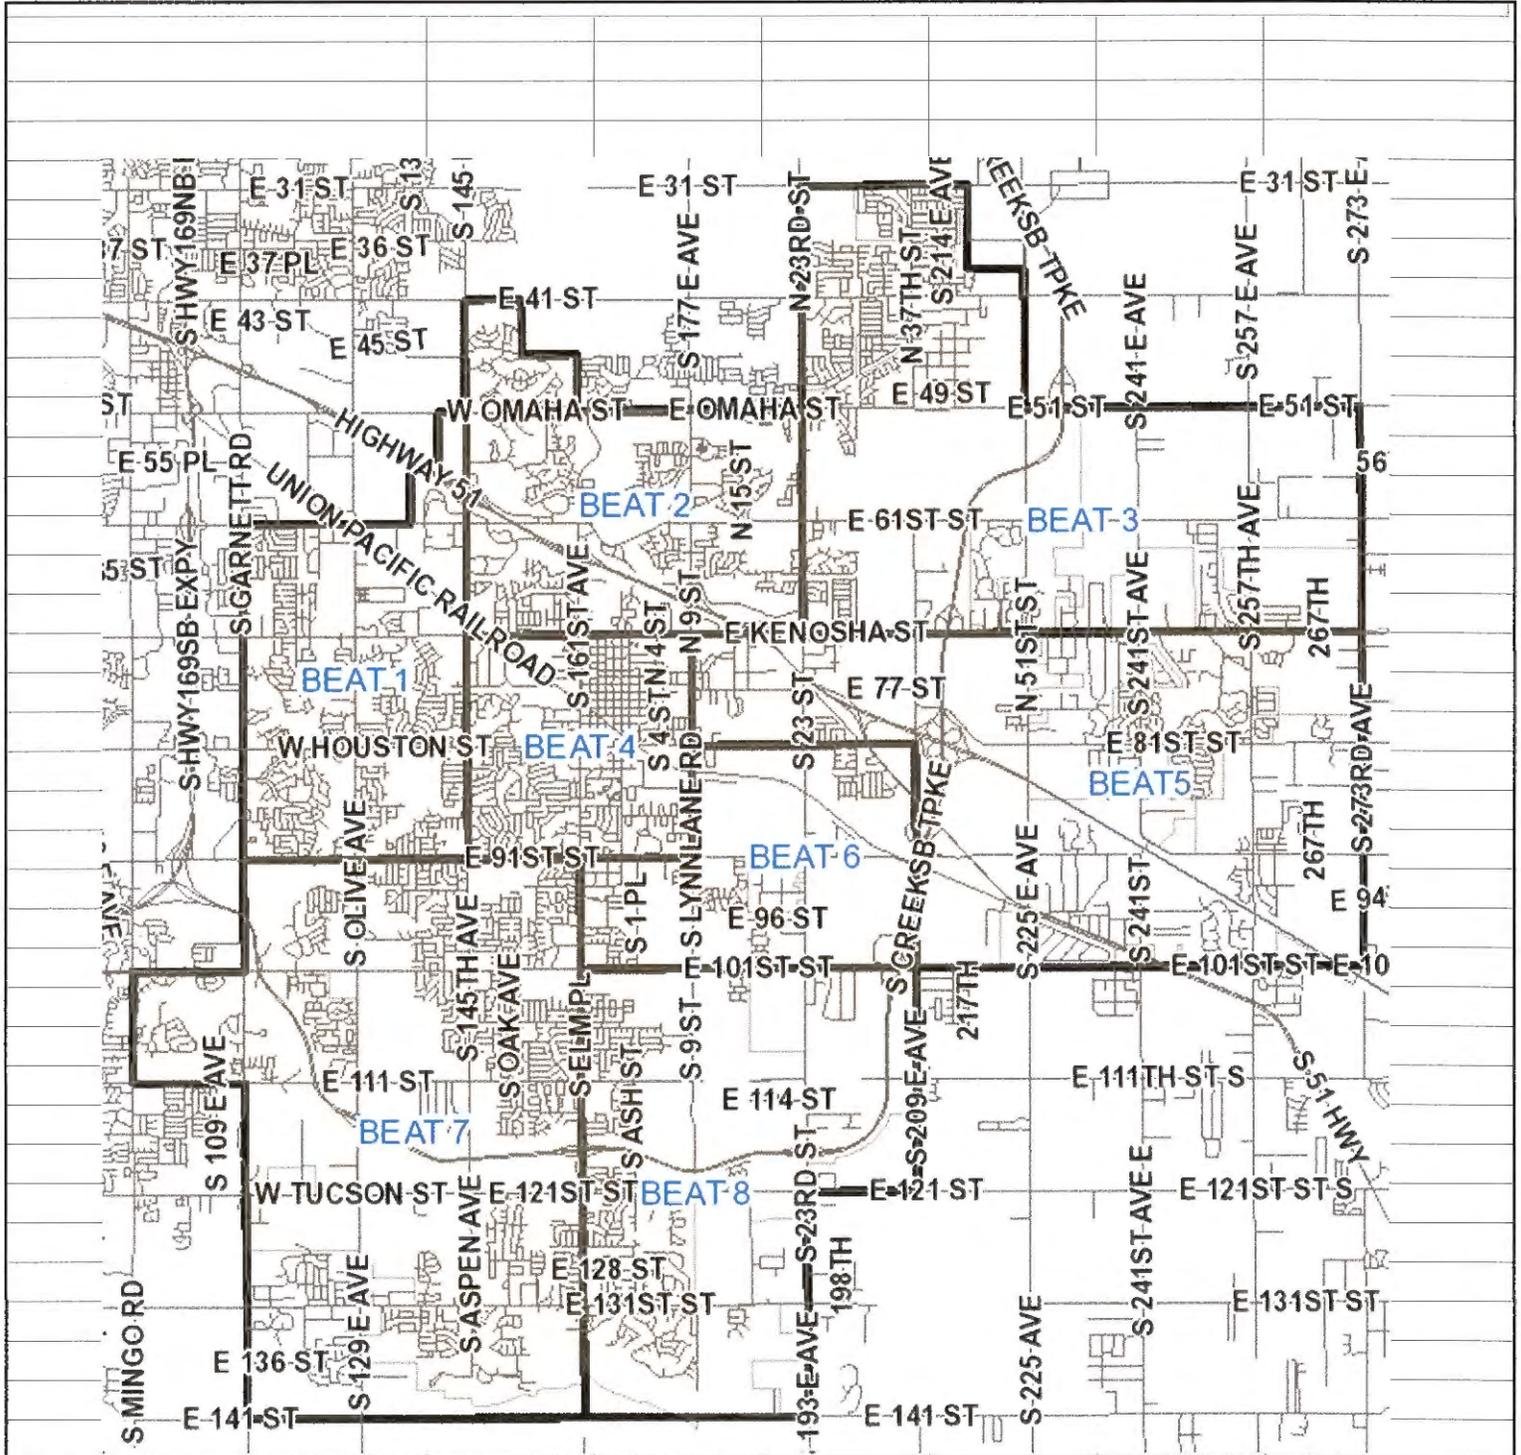 E 31 ST
S 13
S 145
E 31 ST
E 31 ST
S HWY 169NB
37 ST
E 37 PL
E 36 ST
S 177 E AVE
N 23RD ST
N 37TH ST
S 214 E AVE
EEKSB TPKE
S 241 E AVE
S 257 E AVE
S 273 E
E 43 ST
E 45 ST
E 41 ST
ST
W OMAHA ST
E OMAHA ST
E 49 ST
E 51 ST
E 51 ST
E 55 PL
S GARNETT RD
HIGHWAY 51
UNION PACIFIC RAILROAD
BEAT 2
N 15 ST
E 61ST ST
BEAT 3
56
S 257TH AVE
55 ST
S HWY 169SB EXPY
S 161ST AVE
N 4 ST
N 9 ST
E KENOSHA ST
N 51ST ST
S 241ST AVE
267TH
BEAT 1
E 77 ST
W HOUSTON ST
BEAT 4
S 4 ST
S LYNN LANE RD
S 23 ST
E 81ST ST
BEAT5
S 273RD AVE
S OLIVE AVE
E 91ST ST
BEAT 6
S CREEKSB TPKE
S 225 E AVE
S 241ST
267TH
E AVE
S 145TH AVE
S 1 PL
E 96 ST
E 94
E 101ST ST
E 101ST ST
E 10
S OAK AVE
S ELM PL
S 9 ST
S 209 E AVE
217TH
S 109 E AVE
E 111 ST
S ASH ST
E 114 ST
E 111TH ST S
S 51 HWY
BEAT 7
W TUCSON ST
E 121ST ST
BEAT 8
S 23RD ST
E 121 ST
E 121ST ST S
S 241ST AVE E
S ASPEN AVE
E 128 ST
E 131ST ST
198TH
E 131ST ST
S MINGO RD
E 136 ST
S 129 E AVE
193 E AVE
S 225 AVE
E 141 ST
E 141 ST